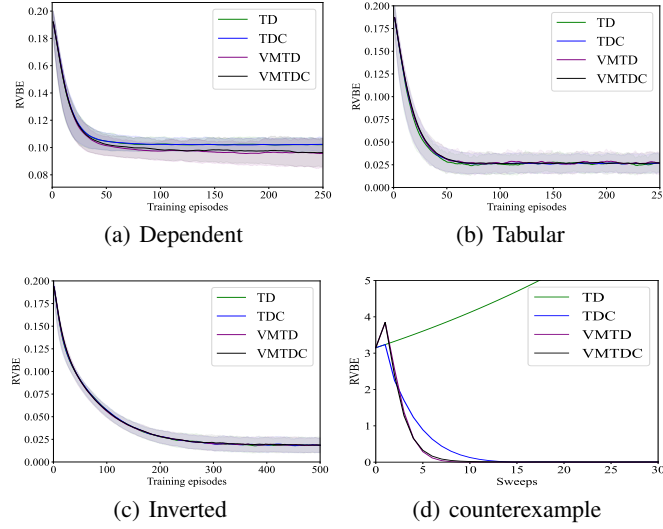 0.20
0.18
0.16
0.14
0.12
0.10
0.08
RVBE
TD
TDC
VMTD
VMTDC
0 50 100 150 200 250
Training episodes
(a) Dependent
0.200
0.175
0.150
0.125
0.100
0.075
0.050
0.025
0.000
RVBE
TD
TDC
VMTD
VMTDC
0 50 100 150 200 250
Training episodes
(b) Tabular
0.200
0.175
0.150
0.125
0.100
0.075
0.050
0.025
0.000
RVBE
TD
TDC
VMTD
VMTDC
0 100 200 300 400 500
Training episodes
(c) Inverted
5
4
3
2
1
0
RVBE
TD
TDC
VMTD
VMTDC
0 5 10 15 20 25 30
Sweeps
(d) counterexample